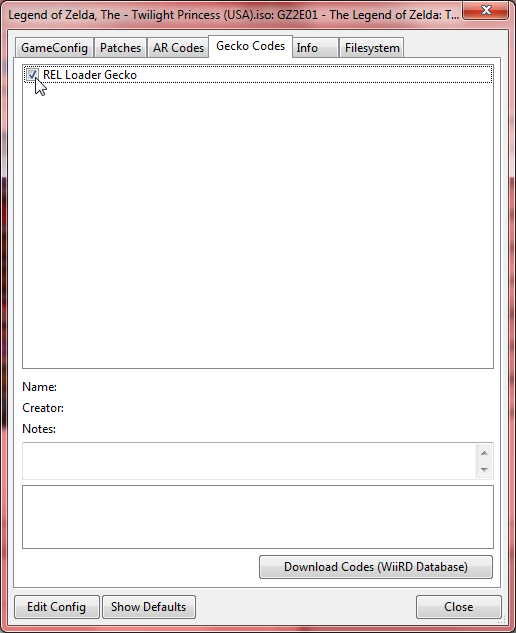 Legend of Zelda, The - Twilight Princess (USA).iso: GZ2E01 - The Legend of Zelda: T...
GameConfig Patches AR Codes Gecko Codes Info Filesystem
REL Loader Gecko
Name:
Creator:
Notes:
Download Codes (WiiRD Database)
Edit Config Show Defaults Close